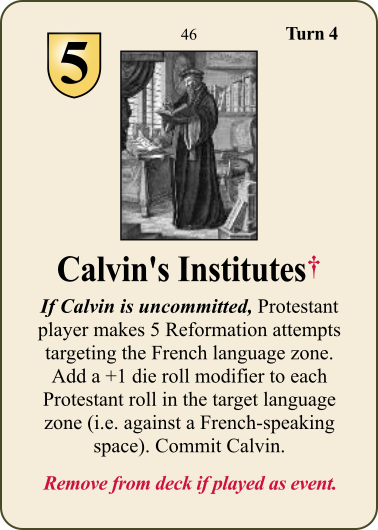 5
46
Turn 4
Calvin's Institutes†
If Calvin is uncommitted, Protestant
player makes 5 Reformation attempts
targeting the French language zone.
Add a +1 die roll modifier to each
Protestant roll in the target language
zone (i.e. against a French-speaking
space). Commit Calvin.
Remove from deck if played as event.